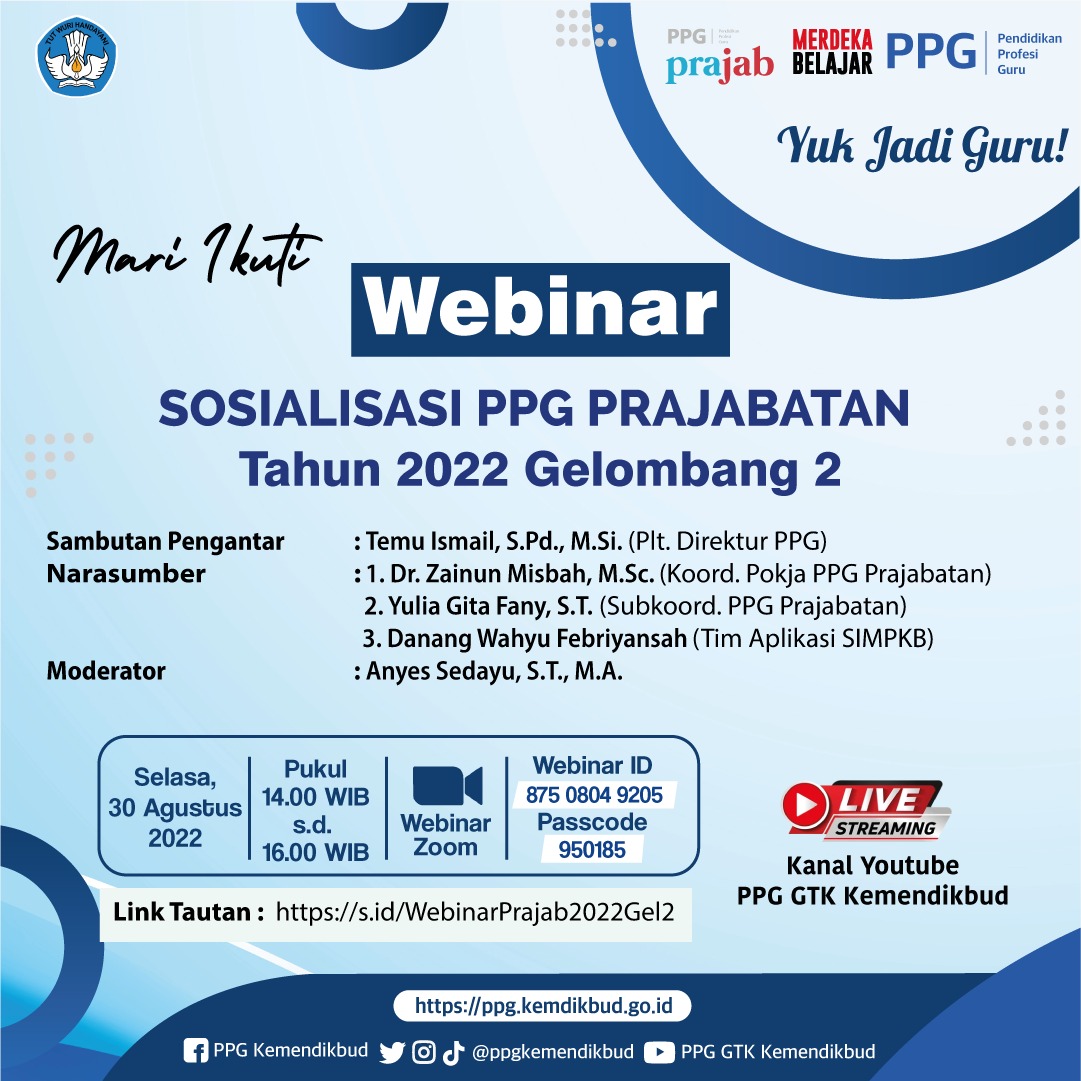 TUT WURI HANDAYANI
PPG
Pendidikan
Profesi
Guru
prajab
MERDEKA
BELAJAR
PPG
Pendidikan
Profesi
Guru
Yuk Jadi Guru!
Mari Ikuti
Webinar
SOSIALISASI PPG PRAJABATAN
Tahun 2022 Gelombang 2
Sambutan Pengantar : Temu Ismail, S.Pd., M.Si. (Plt. Direktur PPG)
Narasumber : 1. Dr. Zainun Misbah, M.Sc. (Koord. Pokja PPG Prajabatan)
2. Yulia Gita Fany, S.T. (Subkoord. PPG Prajabatan)
3. Danang Wahyu Febriyansah (Tim Aplikasi SIMPKB)
Moderator : Anyes Sedayu, S.T., M.A.
Selasa,
30 Agustus
2022
Pukul
14.00 WIB
s.d.
16.00 WIB
Webinar
Zoom
Webinar ID
875 0804 9205
Passcode
950185
LIVE
STREAMING
Kanal Youtube
PPG GTK Kemendikbud
Link Tautan : https://s.id/WebinarPrajab2022Gel2
https://ppg.kemdikbud.go.id
PPG Kemendikbud @ppgkemendikbud PPG GTK Kemendikbud